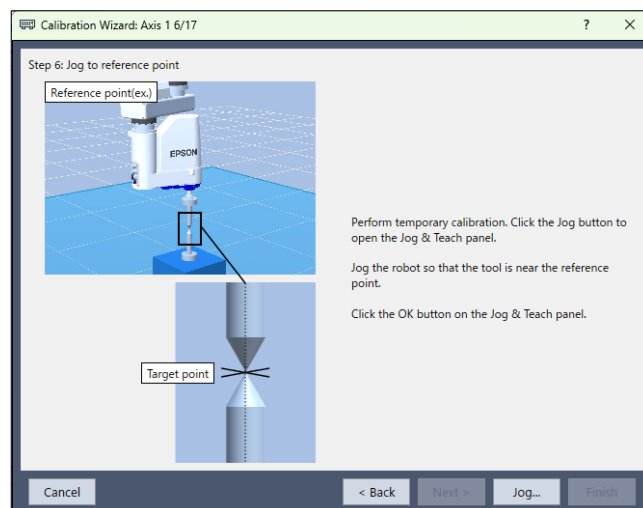 Calibration Wizard: Axis 1 6/17
Step 6: Jog to reference point
Reference point(ex.)
EPSON
Target point
Perform temporary calibration. Click the Jog button to
open the Jog & Teach panel.
Jog the robot so that the tool is near the reference
point.
Click the OK button on the Jog & Teach panel.
Cancel
< Back
Next >
Jog...
Finish